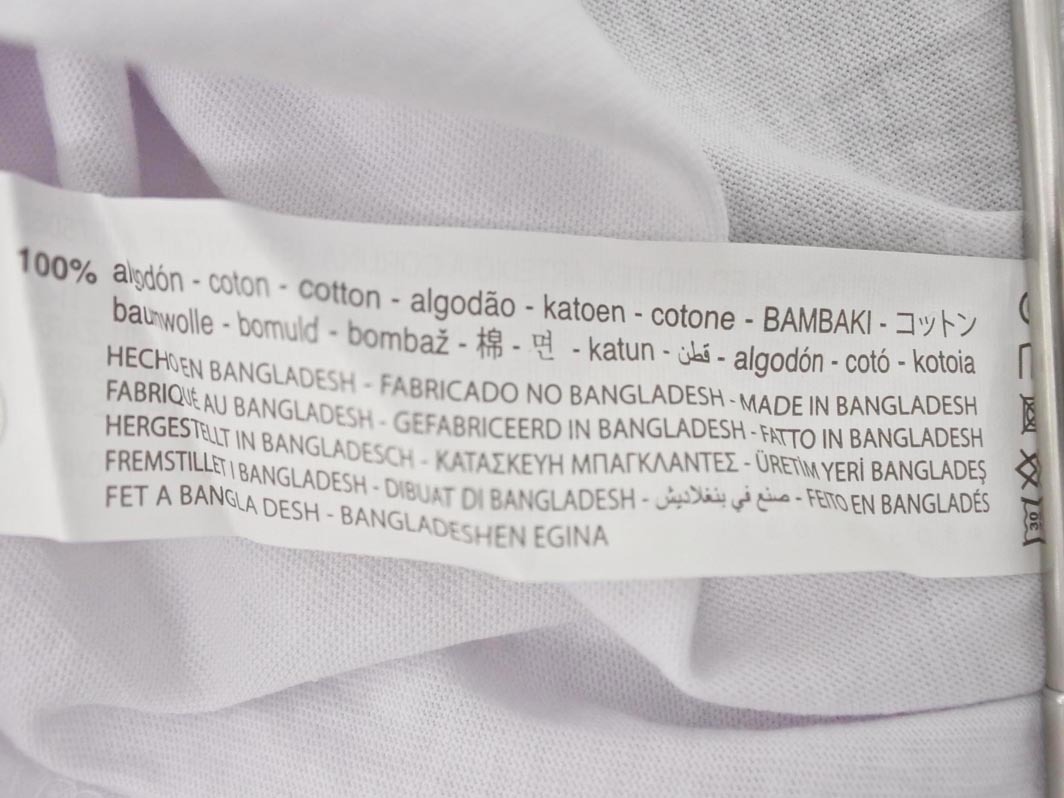 100% algodón - coton - cotton - algodão - katoen - cotone - BAMBAKI - コットン
baumwolle - bomuld - bombaž - 棉 - 면 - katun - قطن - algodón - cotó - kotoia
HECHO EN BANGLADESH - FABRICADO NO BANGLADESH - MADE IN BANGLADESH
FABRIQUÉ AU BANGLADESH - GEFABRICEERD IN BANGLADESH - FATTO IN BANGLADESH
HERGESTELLT IN BANGLADESCH - ΚΑΤΑΣΚΕΥΗ ΜΠΑΓΚΛΑΝΤΕΣ - ÜRETİM YERİ BANGLADEŞ
FREMSTILLET I BANGLADESH - DIBUAT DI BANGLADESH - صنع في بنغلاديش - FEITO EN BANGLADÉS
FET A BANGLA DESH - BANGLADESHEN EGINA
30